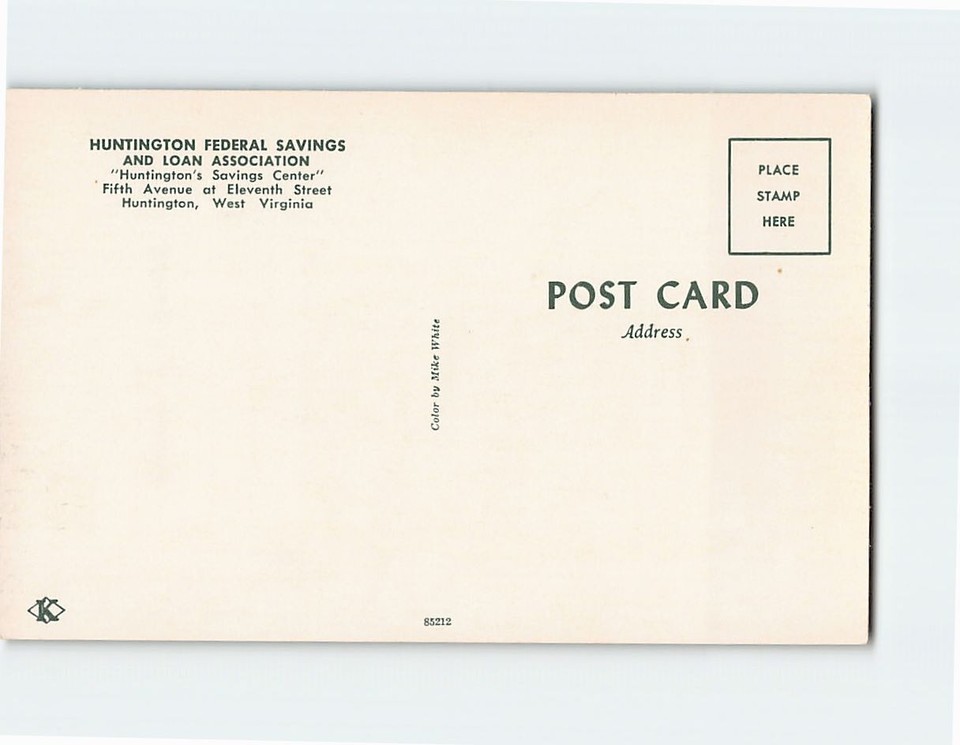 HUNTINGTON FEDERAL SAVINGS
AND LOAN ASSOCIATION
"Huntington's Savings Center"
Fifth Avenue at Eleventh Street
Huntington, West Virginia
PLACE
STAMP
HERE
POST CARD
Address
Color by Mike White
K
85212